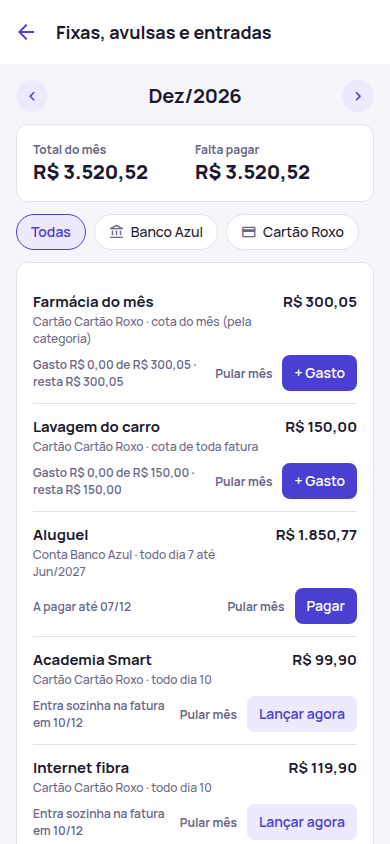 Fixas, avulsas e entradas
Dez/2026
Total do mês
R$ 3.520,52
Falta pagar
R$ 3.520,52
Todas
Banco Azul
Cartão Roxo
Farmácia do mês
R$ 300,05
Cartão Cartão Roxo · cota do mês (pela
categoria)
Gasto R$ 0,00 de R$ 300,05 ·
resta R$ 300,05
Pular mês
+ Gasto
Lavagem do carro
R$ 150,00
Cartão Cartão Roxo · cota de toda fatura
Gasto R$ 0,00 de R$ 150,00 ·
resta R$ 150,00
Pular mês
+ Gasto
Aluguel
R$ 1.850,77
Conta Banco Azul · todo dia 7 até
Jun/2027
A pagar até 07/12
Pular mês
Pagar
Academia Smart
R$ 99,90
Cartão Cartão Roxo · todo dia 10
Entra sozinha na fatura
em 10/12
Pular mês
Lançar agora
Internet fibra
R$ 119,90
Cartão Cartão Roxo · todo dia 10
Entra sozinha na fatura
em 10/12
Pular mês
Lançar agora